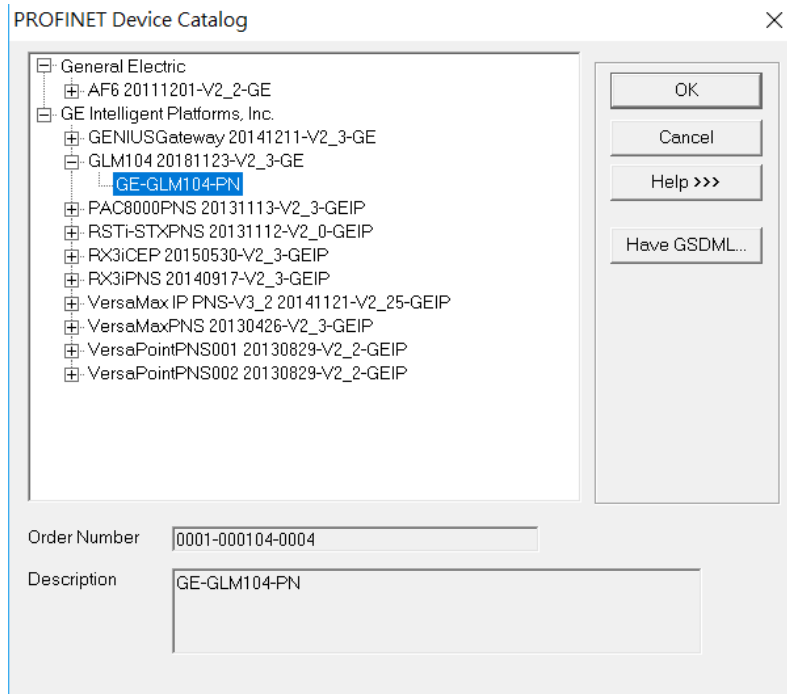 PROFINET Device Catalog
General Electric
AF6 20111201-V2_2-GE
GE Intelligent Platforms, Inc.
GENIUSGateway 20141211-V2_3-GE
GLM104 20181123-V2_3-GE
GE-GLM104-PN
PAC8000PNS 20131113-V2_3-GEIP
RSTi-STXPNS 20131112-V2_0-GEIP
RX3iCEP 20150530-V2_3-GEIP
RX3iPNS 20140917-V2_3-GEIP
VersaMax IP PNS-V3_2 20141121-V2_25-GEIP
VersaMaxPNS 20130426-V2_3-GEIP
VersaPointPNS001 20130829-V2_2-GEIP
VersaPointPNS002 20130829-V2_2-GEIP
OK
Cancel
Help >>>
Have GSDML...
Order Number 0001-000104-0004
Description GE-GLM104-PN